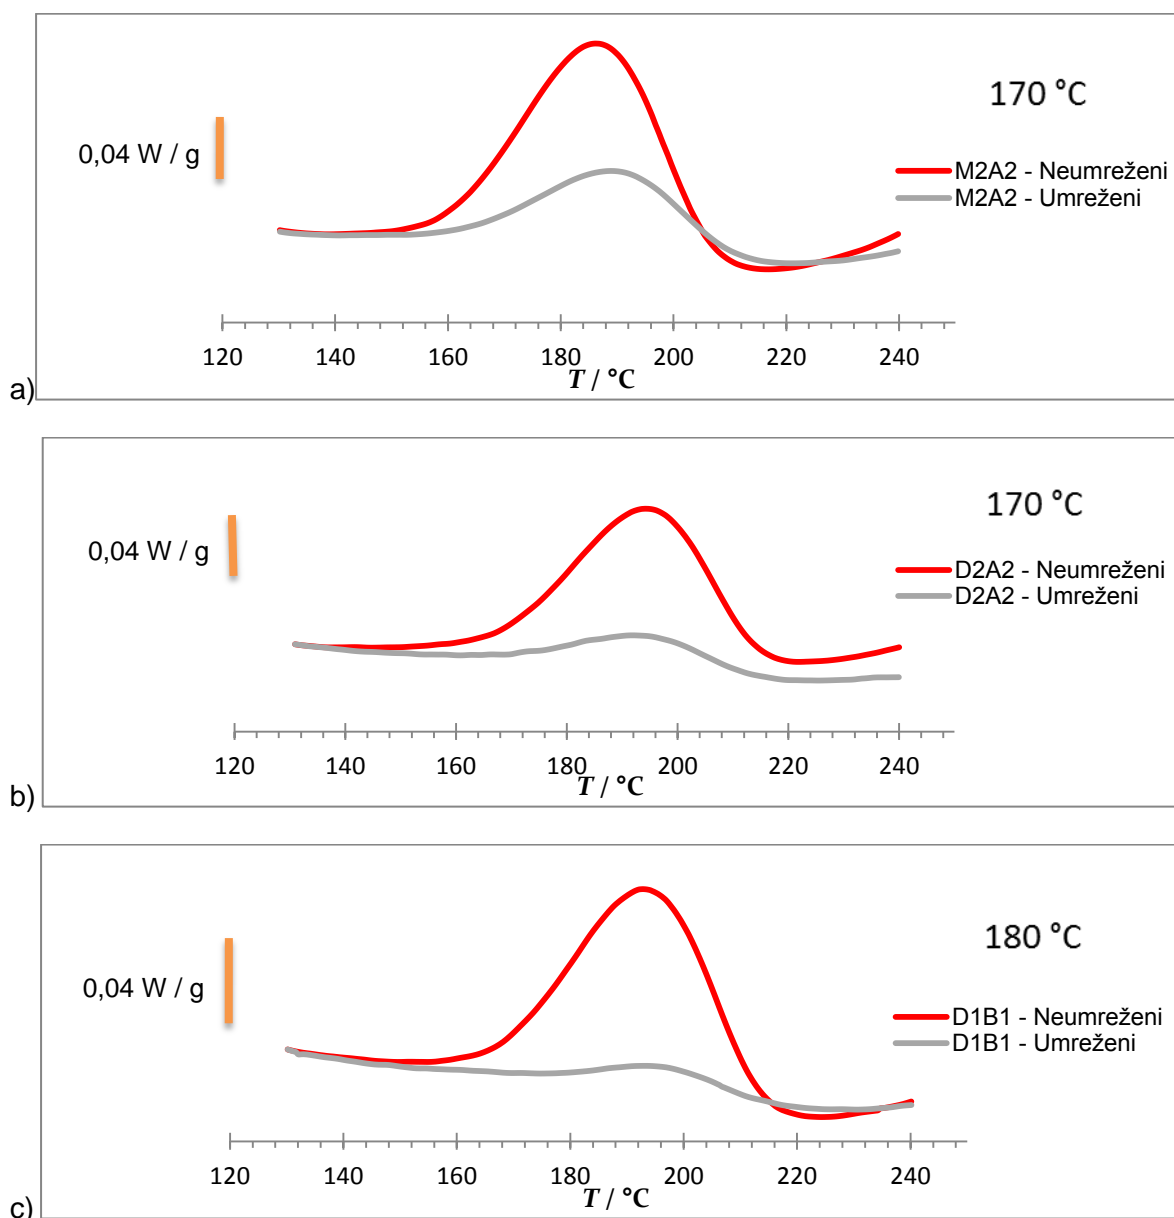 170 °C
0,04 W / g
M2A2 - Neumreženi
M2A2 - Umreženi
120 140 160 180 200 220 240
T / °C
a)
170 °C
0,04 W / g
D2A2 - Neumreženi
D2A2 - Umreženi
120 140 160 180 200 220 240
T / °C
b)
180 °C
0,04 W / g
D1B1 - Neumreženi
D1B1 - Umreženi
120 140 160 180 200 220 240
T / °C
c)